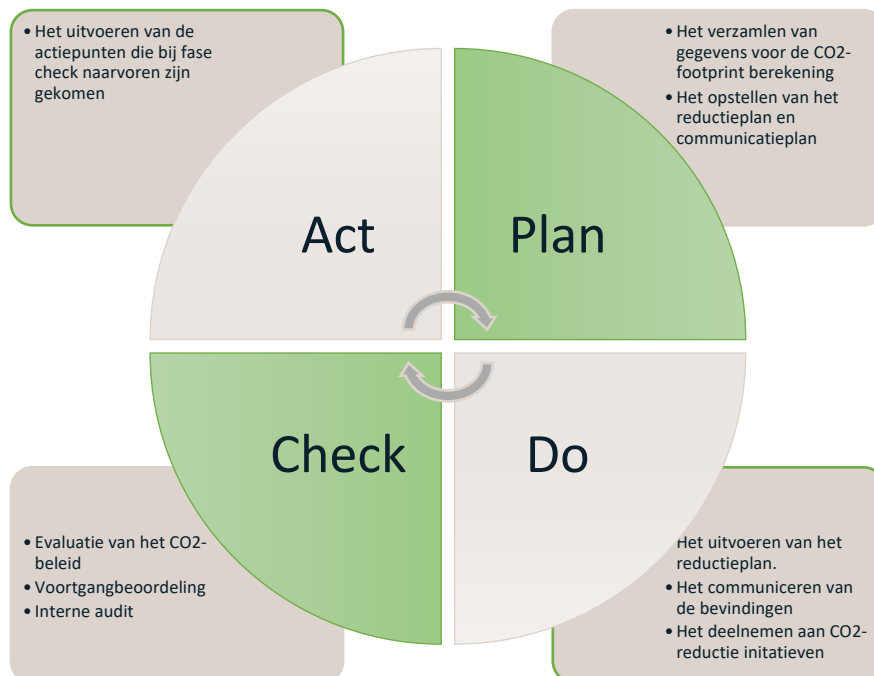 • Het uitvoeren van de
actiepunten die bij fase
check naarvoren zijn
gekomen
• Het verzamlen van
gegevens voor de CO2-
footprint berekening
• Het opstellen van het
reductieplan en
communicatieplan
Act
Plan
Check
Do
• Evaluatie van het CO2-
beleid
• Voortgangbeoordeling
• Interne audit
Het uitvoeren van het
reductieplan.
• Het communiceren van
de bevindingen
• Het deelnemen aan CO2-
reductie initatieven